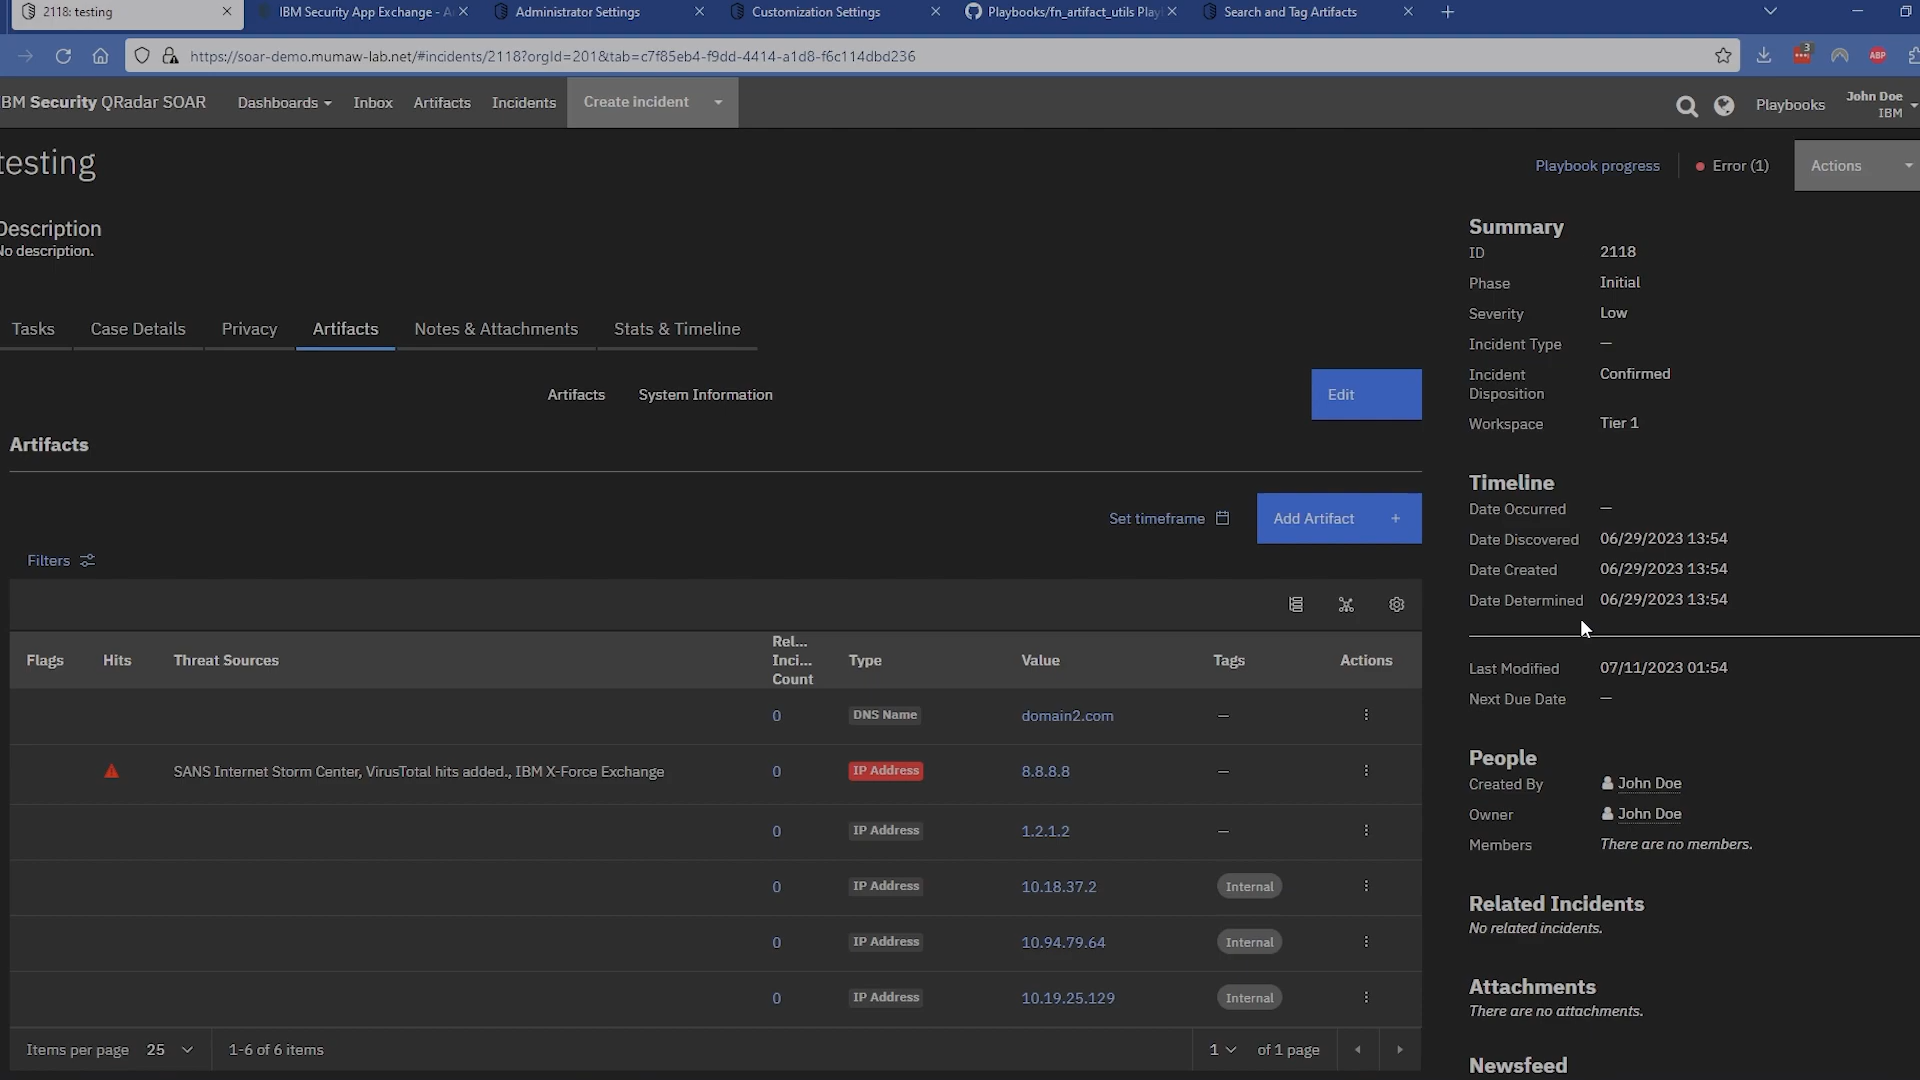 2118: testing
IBM Security App Exchange - A
Administrator Settings
Customization Settings
Playbooks/fn_artifact_utils Play
Search and Tag Artifacts
https://soar-demo.mumaw-lab.net/#incidents/2118?orgId=201&tab=c7f85eb4-f9dd-4414-a1d8-f6c114dbd236
3
ABP
BM Security QRadar SOAR
Dashboards
Inbox
Artifacts
Incidents
Create incident
Playbooks
John Doe
IBM
testing
Playbook progress
Error (1)
Actions
Description
No description.
Tasks
Case Details
Privacy
Artifacts
Notes & Attachments
Stats & Timeline
Artifacts
System Information
Edit
Artifacts
Set timeframe
Add Artifact +
Filters
Flags
Hits
Threat Sources
Rel...
Inci...
Count
Type
Value
Tags
Actions
0 DNS Name domain2.com —
SANS Internet Storm Center, VirusTotal hits added., IBM X-Force Exchange 0 IP Address 8.8.8.8 —
0 IP Address 1.2.1.2 —
0 IP Address 10.18.37.2 Internal
0 IP Address 10.94.79.64 Internal
0 IP Address 10.19.25.129 Internal
Items per page 25
1-6 of 6 items
1 of 1 page
Summary
ID 2118
Phase Initial
Severity Low
Incident Type —
Incident Disposition Confirmed
Workspace Tier 1
Timeline
Date Occurred —
Date Discovered 06/29/2023 13:54
Date Created 06/29/2023 13:54
Date Determined 06/29/2023 13:54
Last Modified 07/11/2023 01:54
Next Due Date —
People
Created By John Doe
Owner John Doe
Members There are no members.
Related Incidents
No related incidents.
Attachments
There are no attachments.
Newsfeed